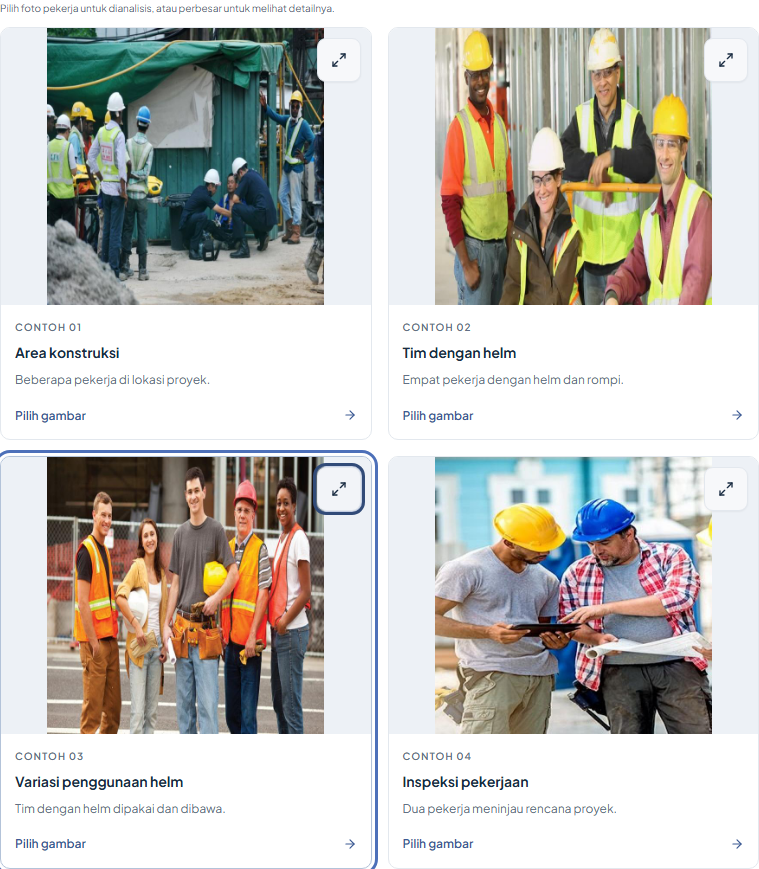 Pilih foto pekerja untuk dianalisis, atau perbesar untuk melihat detailnya.
CONTOH 01
Area konstruksi
Beberapa pekerja di lokasi proyek.
Pilih gambar
CONTOH 02
Tim dengan helm
Empat pekerja dengan helm dan rompi.
Pilih gambar
CONTOH 03
Variasi penggunaan helm
Tim dengan helm dipakai dan dibawa.
Pilih gambar
CONTOH 04
Inspeksi pekerjaan
Dua pekerja meninjau rencana proyek.
Pilih gambar